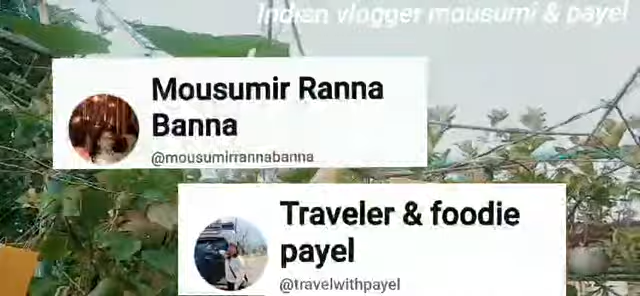 Indian vlogger mousumi & payel
Mousumir Ranna
Banna
@mousumirrannabanna
Traveler & foodie
payel
@travelwithpayel